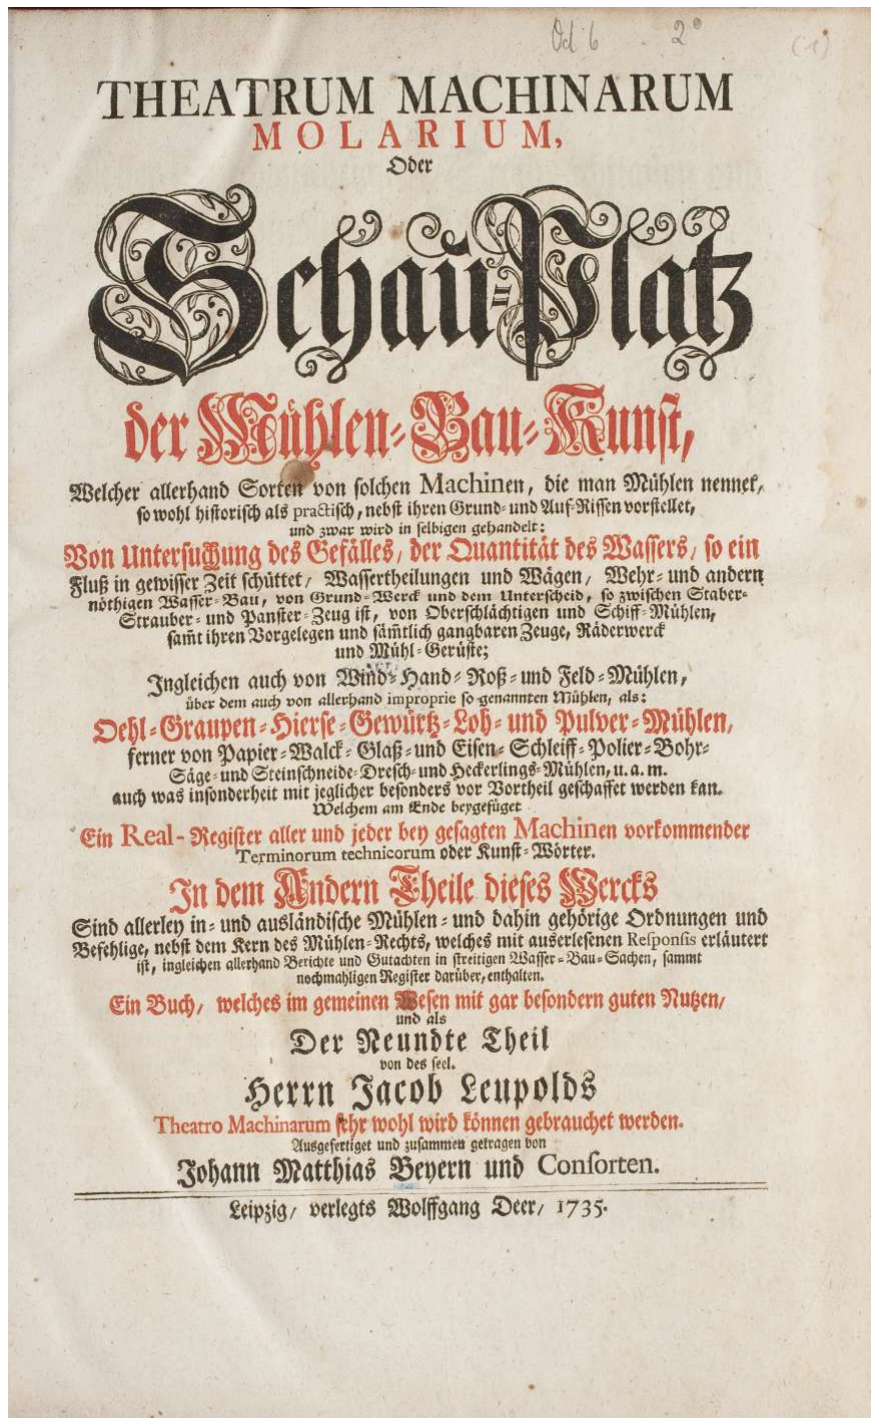 Od 6 2° (1)
THEATRUM MACHINARUM
MOLARIUM,
Oder
Schau-Platz
der Mühlen-Bau-Kunst,
Welcher allerhand Sorten von solchen Machinen, die man Mühlen nennet,
so wohl historisch als practisch, nebst ihren Grund- und Auf-Rissen vorstellet,
und zwar wird in selbigen gehandelt:
Von Untersuchung des Gefälles, der Quantität des Wassers, so ein
Fluß in gewisser Zeit schüttet, Wassertheilungen und Wägen, Wehr- und andern
nöthigen Wasser-Bau, von Grund-Werck und dem Unterscheid, so zwischen Staber-
Strauber- und Panster-Zeug ist, von Oberschlächtigen und Schiff-Mühlen,
sam̃t ihren Vorgelegen und säm̃tlich gangbaren Zeuge, Räderwerck
und Mühl-Gerüste;
Ingleichen auch von Wind-Hand-Roß- und Feld-Mühlen,
über dem auch von allerhand improprie so genannten Mühlen, als:
Oehl-Graupen-Hierse-Gewürtz-Loh- und Pulver-Mühlen,
ferner von Papier-Walck-Glaß- und Eisen-Schleiff-Polier-Bohr-
Säge- und Steinschneide-Dresch- und Heckerlings-Mühlen, u. a. m.
auch was insonderheit mit jeglicher besonders vor Vortheil geschaffet werden kan.
Welchem am Ende beygefüget
Ein Real-Register aller und jeder bey gesagten Machinen vorkommender
Terminorum technicorum oder Kunst-Wörter.
In dem Andern Theile dieses Wercks
Sind allerley in- und ausländische Mühlen- und dahin gehörige Ordnungen und
Befehlige, nebst dem Kern des Mühlen-Rechts, welches mit auserlesenen Responsis erläutert
ist, ingleichen allerhand Berichte und Gutachten in streitigen Wasser-Bau-Sachen, sammt
nochmahligen Register darüber, enthalten.
Ein Buch, welches im gemeinen Wesen mit gar besondern guten Nutzen,
und als
Der Neundte Theil
von des seel.
Herrn Jacob Leupolds
Theatro Machinarum sehr wohl wird können gebrauchet werden.
Ausgefertiget und zusammen getragen von
Johann Matthias Beyern und Consorten.
Leipzig, verlegts Wolffgang Deer, 1735.